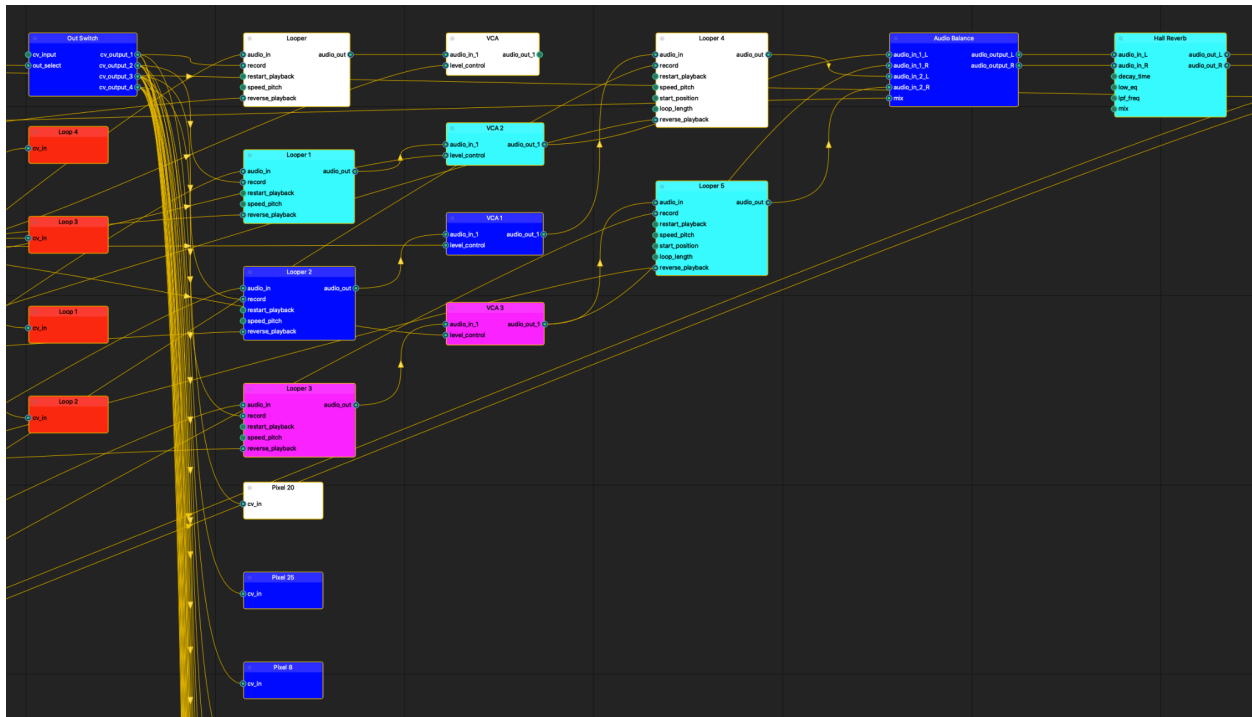 Out Switch
cv_input
out_select
cv_output_1
cv_output_2
cv_output_3
cv_output_4
Loop 4
cv_in
Loop 3
cv_in
Loop 1
cv_in
Loop 2
cv_in
Looper
audio_in
record
restart_playback
speed_pitch
reverse_playback
audio_out
Looper 1
audio_in
record
restart_playback
speed_pitch
reverse_playback
audio_out
Looper 2
audio_in
record
restart_playback
speed_pitch
reverse_playback
audio_out
Looper 3
audio_in
record
restart_playback
speed_pitch
reverse_playback
audio_out
Pixel 20
cv_in
Pixel 25
cv_in
Pixel 8
cv_in
VCA
audio_in_1
level_control
audio_out_1
VCA 2
audio_in_1
level_control
audio_out_1
VCA 1
audio_in_1
level_control
audio_out_1
VCA 3
audio_in_1
level_control
audio_out_1
Looper 4
audio_in
record
restart_playback
speed_pitch
start_position
loop_length
reverse_playback
audio_out
Looper 5
audio_in
record
restart_playback
speed_pitch
start_position
loop_length
reverse_playback
audio_out
Audio Balance
audio_in_1_L
audio_in_1_R
audio_in_2_L
audio_in_2_R
mix
audio_output_L
audio_output_R
Hall Reverb
audio_in_L
audio_in_R
decay_time
low_eq
lpf_freq
mix
audio_out_L
audio_out_R